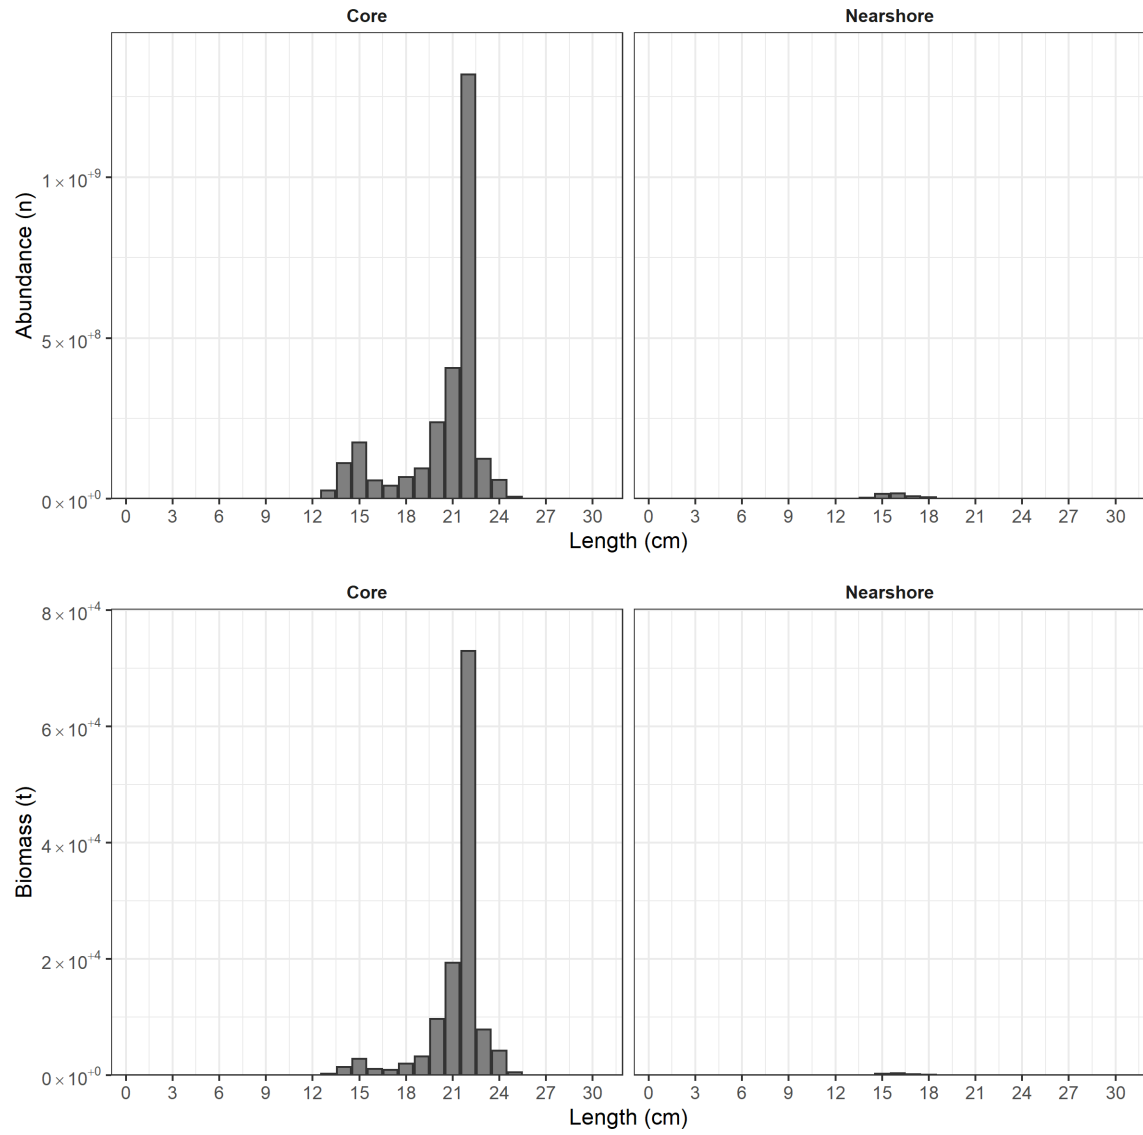 Core Nearshore
Abundance (n)
1 × 10⁺⁹
5 × 10⁺⁸
0 × 10⁺⁰
0 3 6 9 12 15 18 21 24 27 30 0 3 6 9 12 15 18 21 24 27 30
Length (cm)
Core Nearshore
Biomass (t)
8 × 10⁺⁴
6 × 10⁺⁴
4 × 10⁺⁴
2 × 10⁺⁴
0 × 10⁺⁰
0 3 6 9 12 15 18 21 24 27 30 0 3 6 9 12 15 18 21 24 27 30
Length (cm)